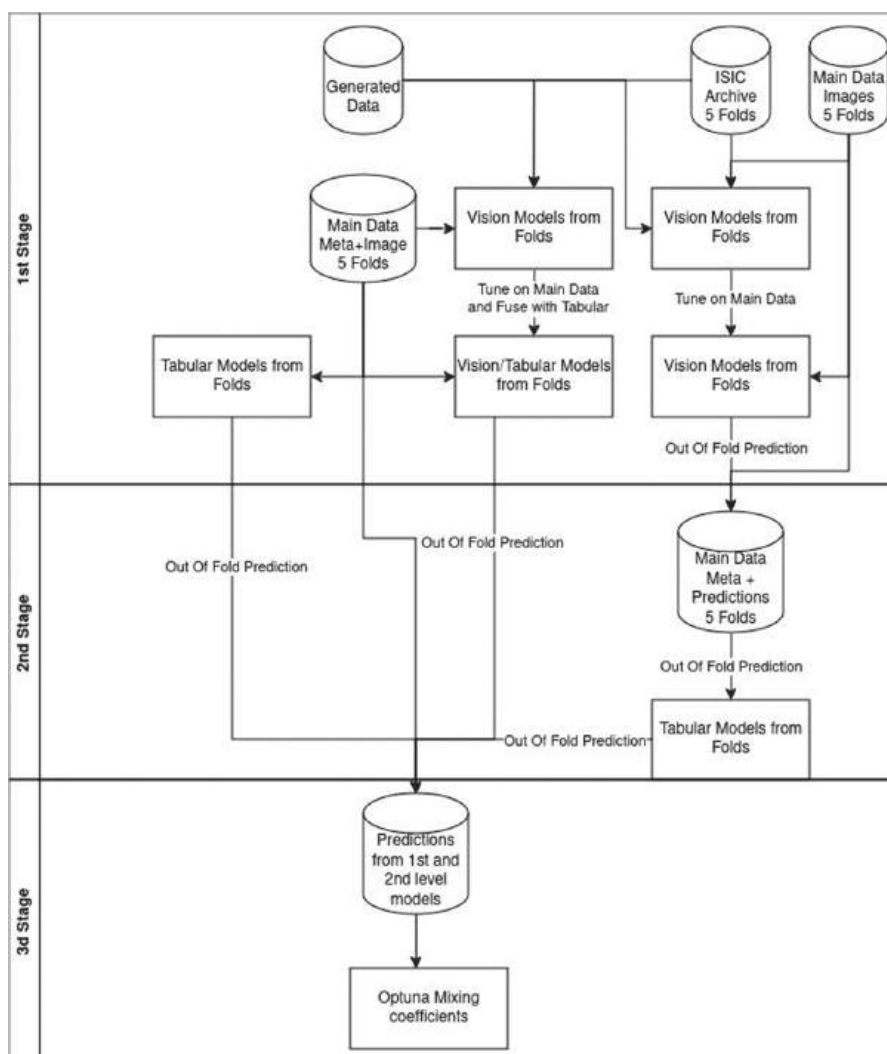 1st Stage
Generated
Data
ISIC
Archive
5 Folds
Main Data
Images
5 Folds
Main Data
Meta+Image
5 Folds
Vision Models from
Folds
Vision Models from
Folds
Tune on Main Data
and Fuse with Tabular
Tune on Main Data
Tabular Models from
Folds
Vision/Tabular Models
from Folds
Vision Models from
Folds
Out Of Fold Prediction
2nd Stage
Out Of Fold Prediction
Out Of Fold Prediction
Main Data
Meta +
Predictions
5 Folds
Out Of Fold Prediction
Tabular Models from
Folds
Out Of Fold Prediction
3d Stage
Predictions
from 1st and
2nd level
models
Optuna Mixing
coefficients